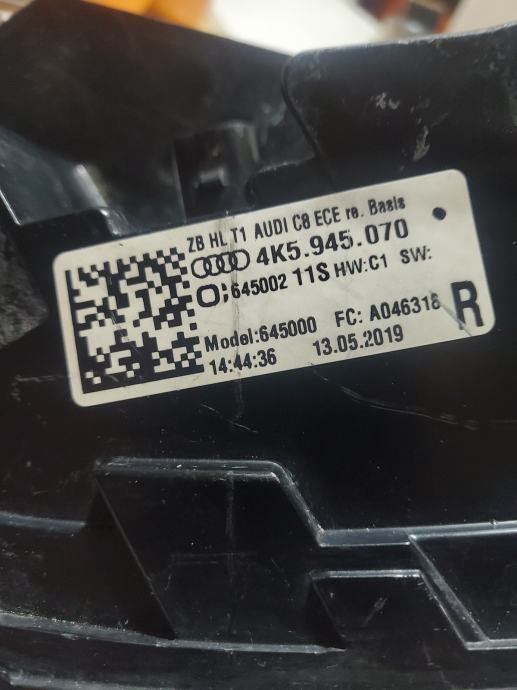 ZB HL T1 AUDI C8 ECE re. Basis
4K5.945.070
645002 11S HW:C1 SW:
Model:645000 FC: A046318
14:44:36 13.05.2019
R